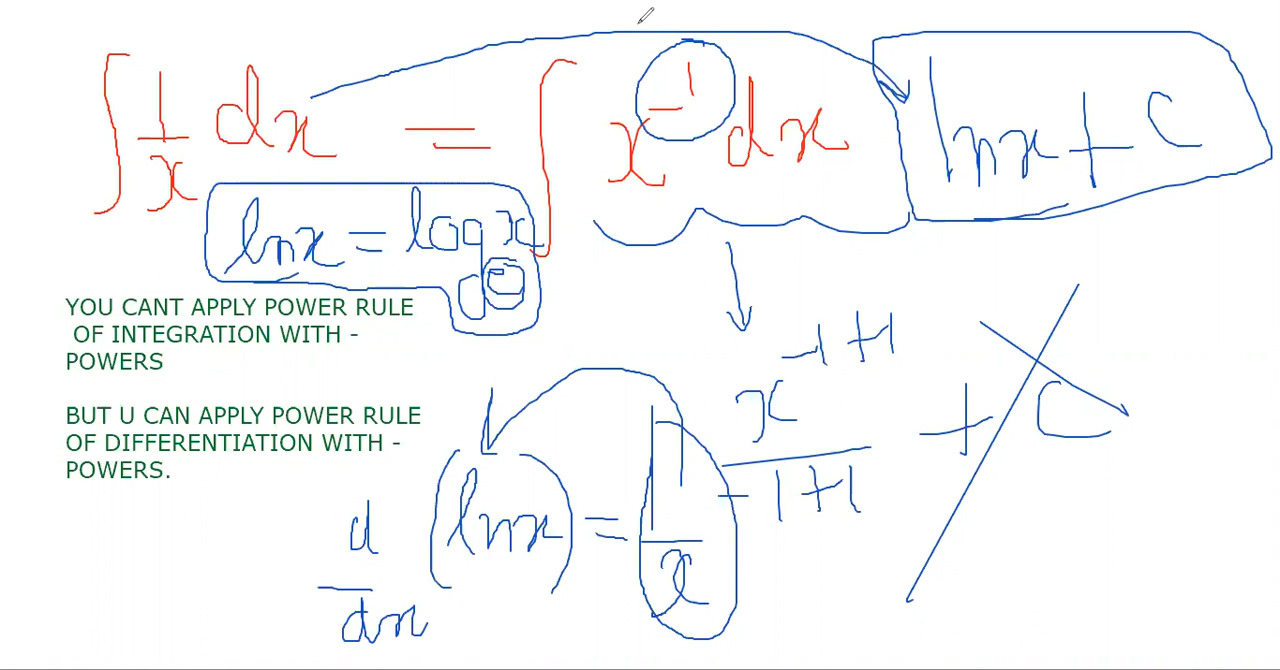 ∫ 1/x dx = ∫ x⁻¹ dx
ln x + C
ln x = log_e x
YOU CANT APPLY POWER RULE
OF INTEGRATION WITH -
POWERS
x^(-1+1)/(-1+1) + C
BUT U CAN APPLY POWER RULE
OF DIFFERENTIATION WITH -
POWERS.
d/dx (ln x) = 1/x